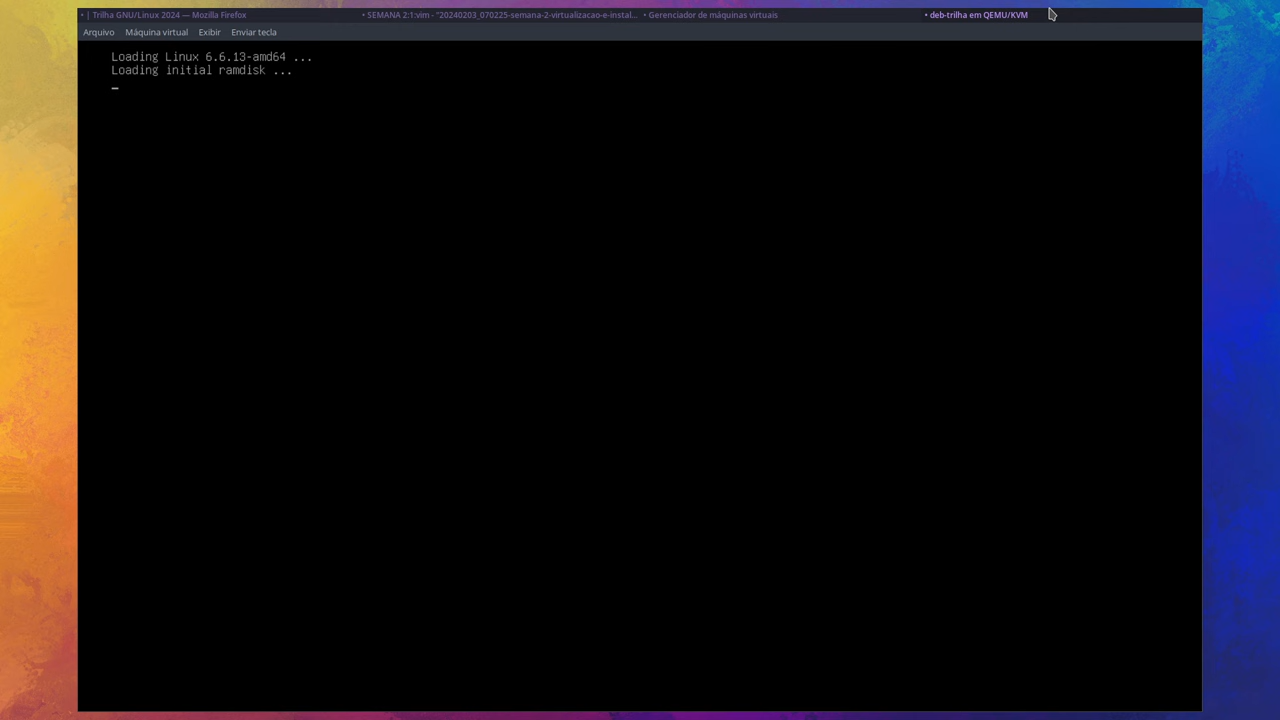 • | Trilha GNU/Linux 2024 — Mozilla Firefox
• SEMANA 2:1:vim - "20240203_070225-semana-2-virtualizacao-e-instal...
• Gerenciador de máquinas virtuais
• deb-trilha em QEMU/KVM
Arquivo Máquina virtual Exibir Enviar tecla
Loading Linux 6.6.13-amd64 ...
Loading initial ramdisk ...